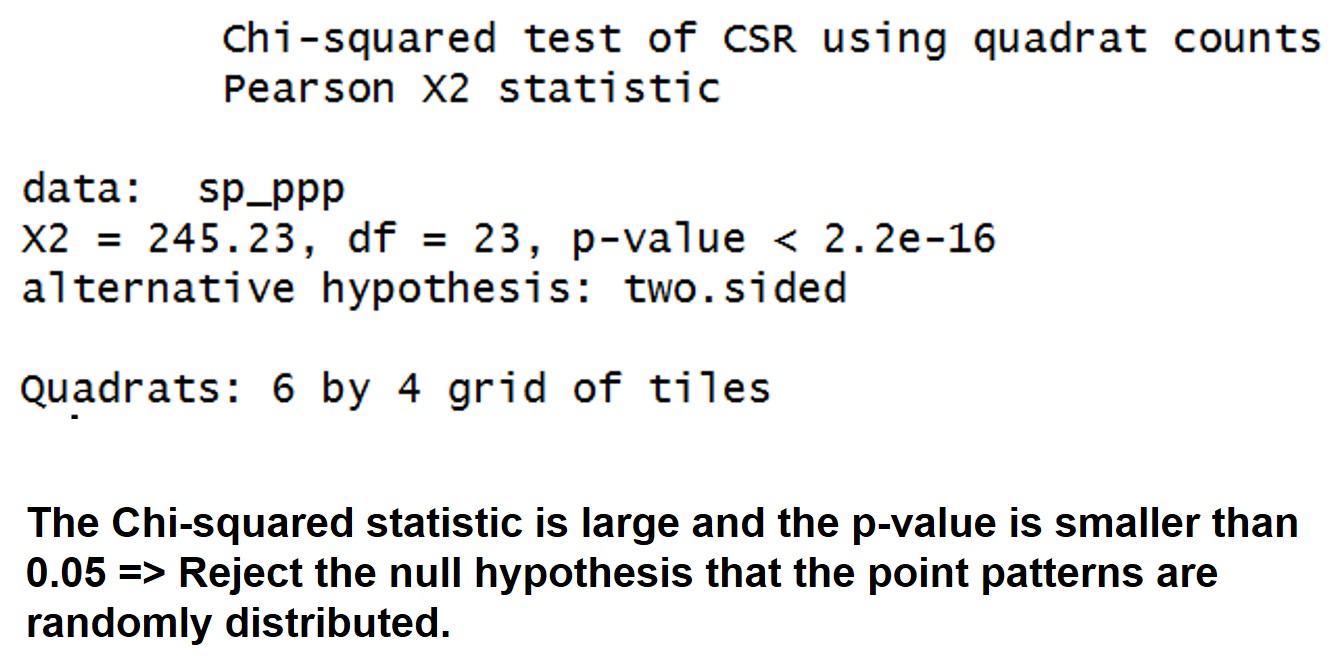 Chi-squared test of CSR using quadrat counts
Pearson X2 statistic
data:  sp_ppp
X2 = 245.23, df = 23, p-value < 2.2e-16
alternative hypothesis: two.sided
Quadrats: 6 by 4 grid of tiles
The Chi-squared statistic is large and the p-value is smaller than
0.05 => Reject the null hypothesis that the point patterns are
randomly distributed.